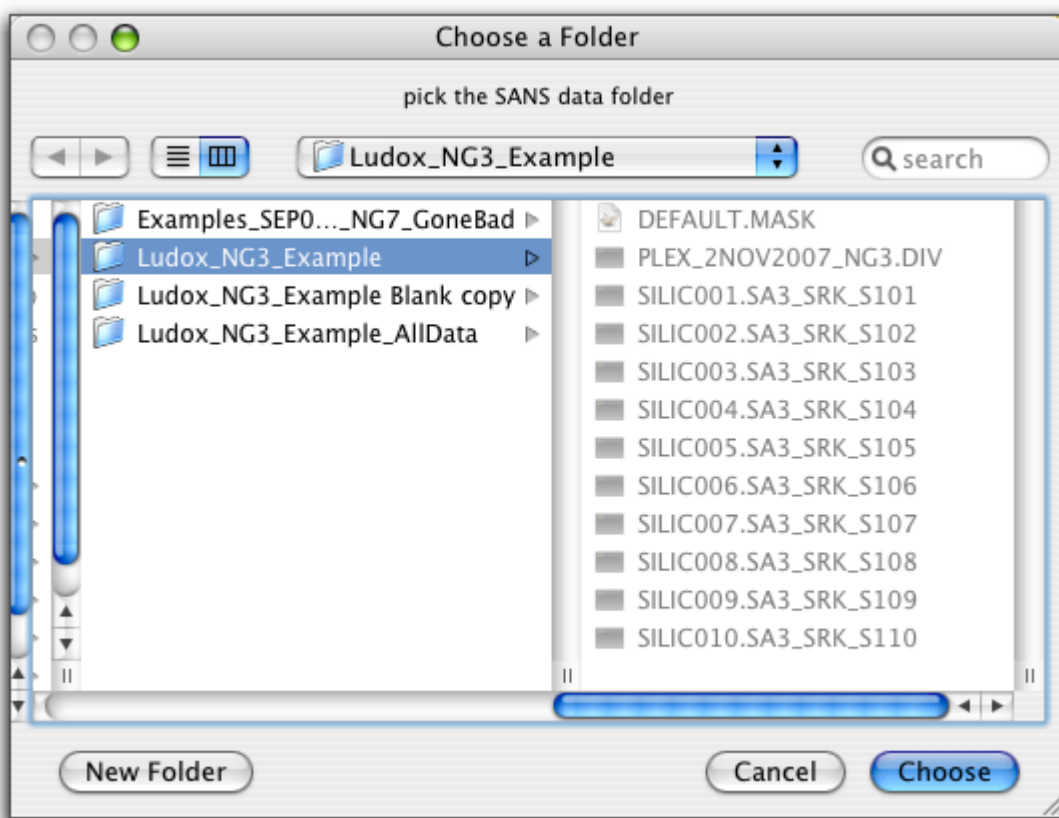 Choose a Folder
pick the SANS data folder
Ludox_NG3_Example
search
Examples_SEP0..._NG7_GoneBad
Ludox_NG3_Example
Ludox_NG3_Example Blank copy
Ludox_NG3_Example_AllData
DEFAULT.MASK
PLEX_2NOV2007_NG3.DIV
SILIC001.SA3_SRK_S101
SILIC002.SA3_SRK_S102
SILIC003.SA3_SRK_S103
SILIC004.SA3_SRK_S104
SILIC005.SA3_SRK_S105
SILIC006.SA3_SRK_S106
SILIC007.SA3_SRK_S107
SILIC008.SA3_SRK_S108
SILIC009.SA3_SRK_S109
SILIC010.SA3_SRK_S110
New Folder
Cancel
Choose